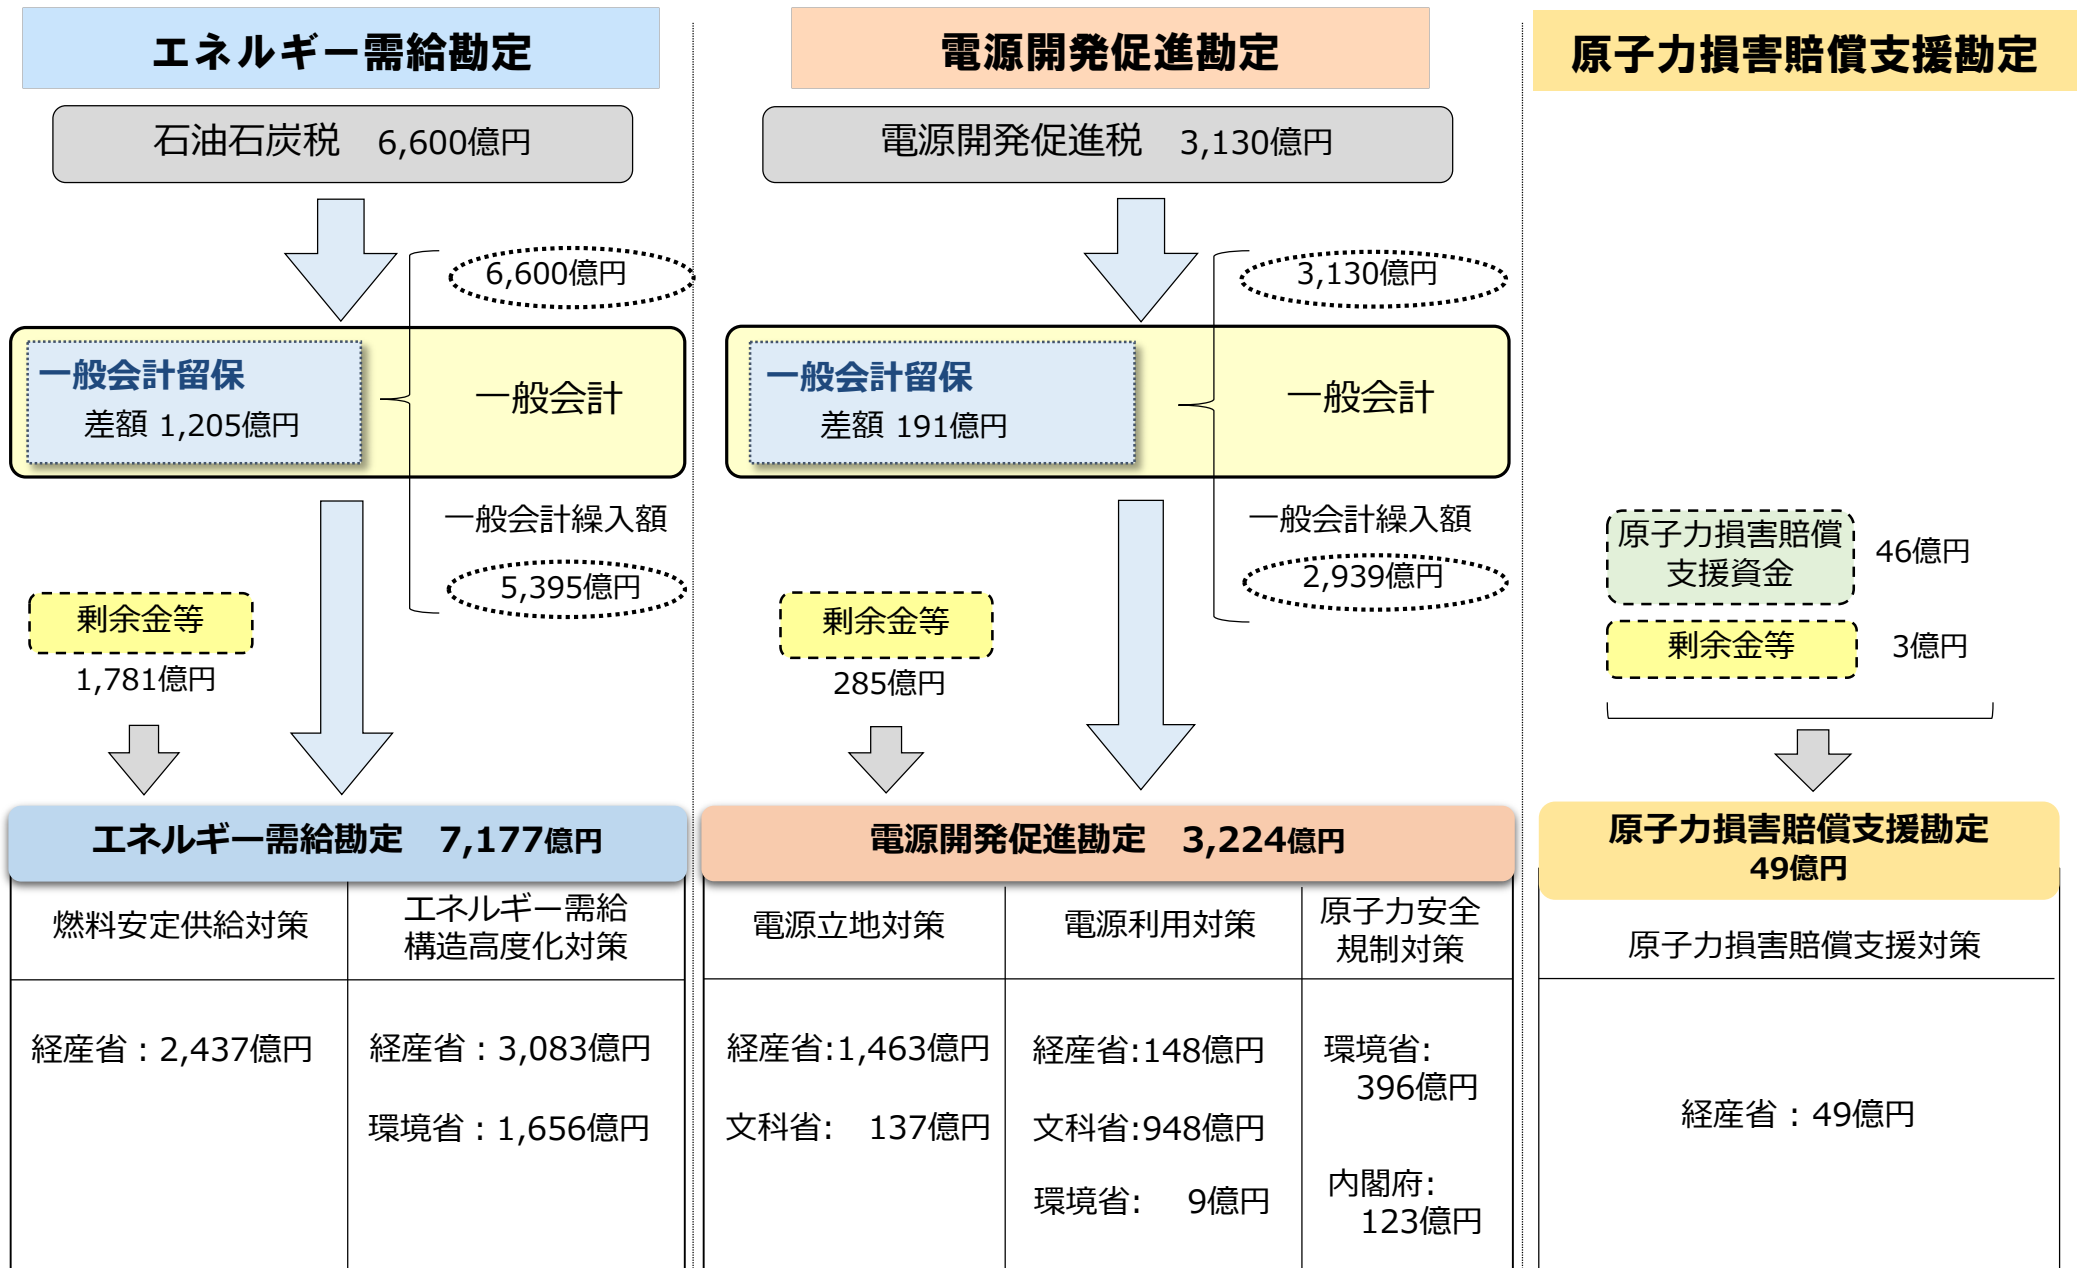 エネルギー需給勘定
石油石炭税　6,600億円
6,600億円
一般会計留保
差額 1,205億円
一般会計
一般会計繰入額
5,395億円
剰余金等
1,781億円
エネルギー需給勘定　7,177億円
燃料安定供給対策
エネルギー需給
構造高度化対策
経産省：2,437億円
経産省：3,083億円
環境省：1,656億円
電源開発促進勘定
電源開発促進税　3,130億円
3,130億円
一般会計留保
差額 191億円
一般会計
一般会計繰入額
2,939億円
剰余金等
285億円
電源開発促進勘定　3,224億円
電源立地対策
電源利用対策
原子力安全
規制対策
経産省:1,463億円
文科省:　137億円
経産省:148億円
文科省:948億円
環境省:　9億円
環境省:
396億円
内閣府:
123億円
原子力損害賠償支援勘定
原子力損害賠償
支援資金
46億円
剰余金等
3億円
原子力損害賠償支援勘定
49億円
原子力損害賠償支援対策
経産省：49億円